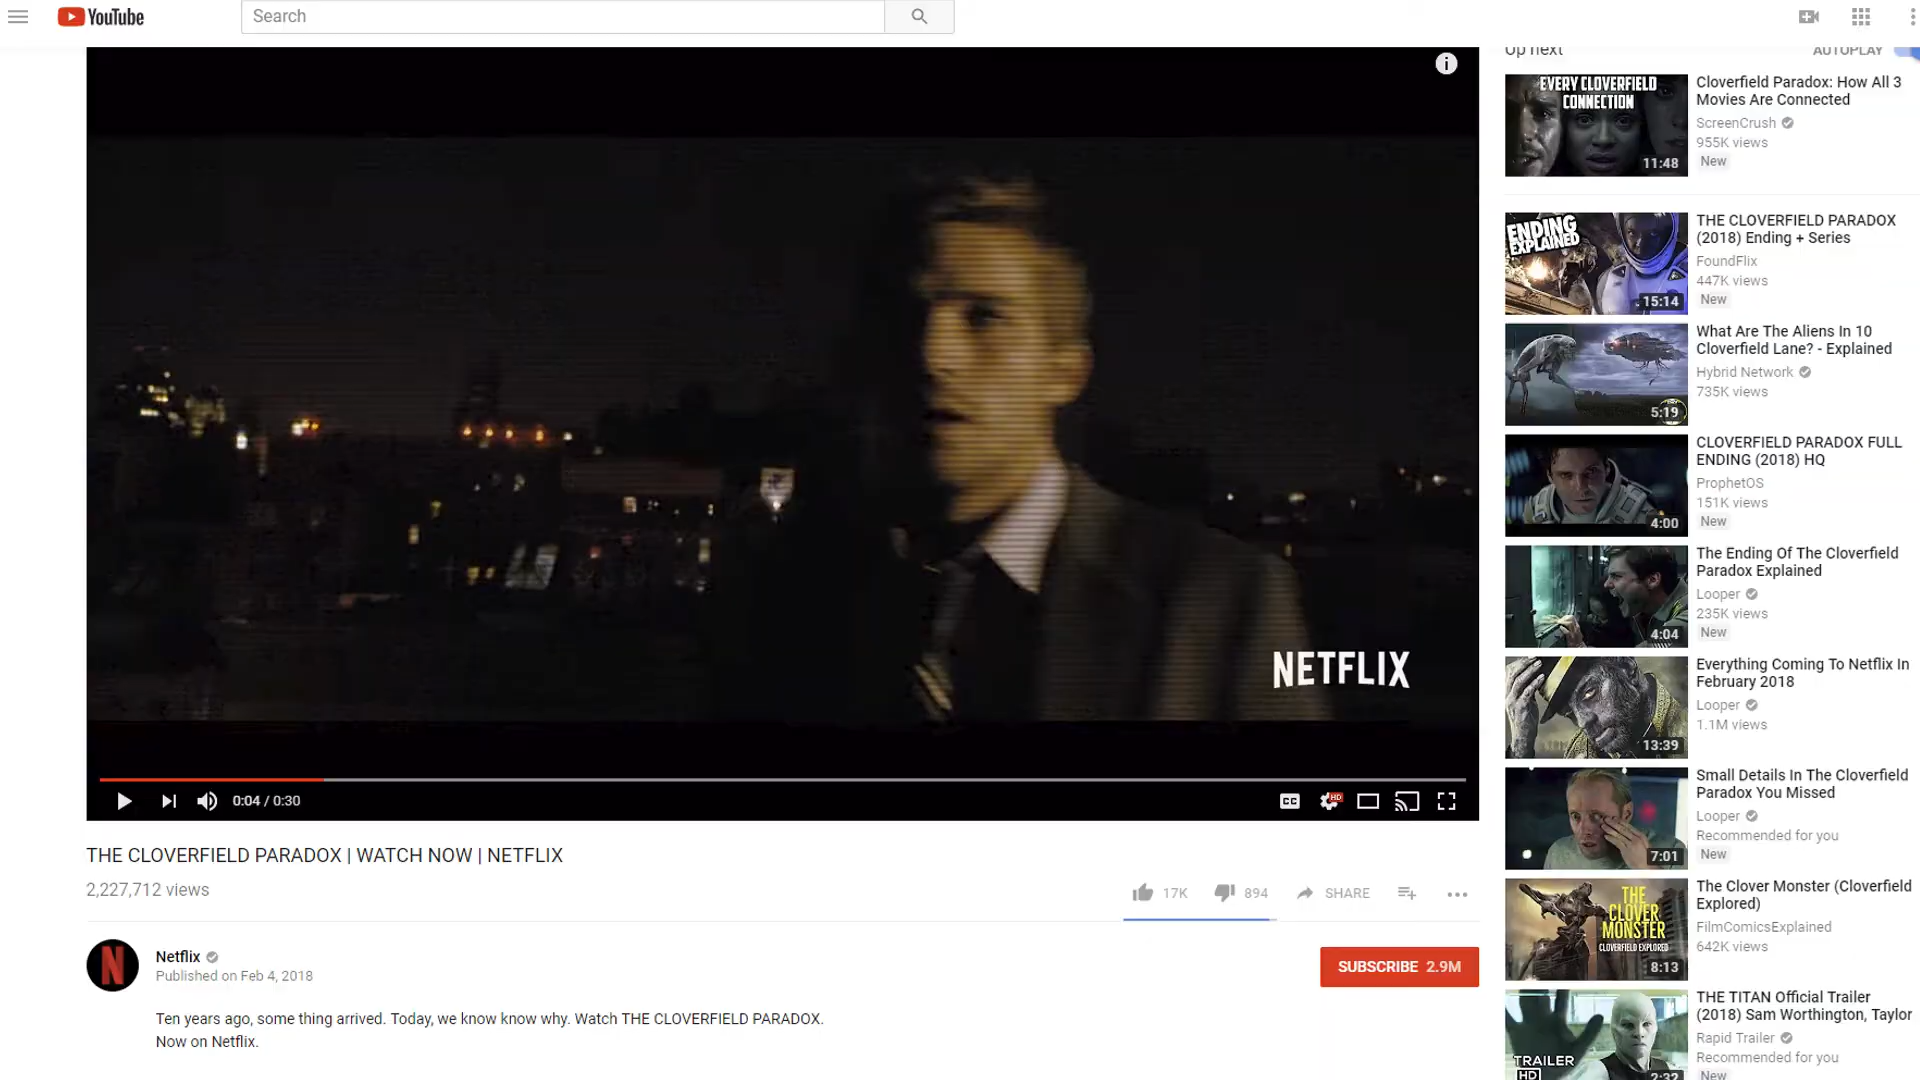 YouTube
Search
Up next
AUTOPLAY
NETFLIX
0:04 / 0:30
CC
HD
THE CLOVERFIELD PARADOX | WATCH NOW | NETFLIX
2,227,712 views
17K
894
SHARE
Netflix
Published on Feb 4, 2018
SUBSCRIBE 2.9M
Ten years ago, some thing arrived. Today, we know know why. Watch THE CLOVERFIELD PARADOX.
Now on Netflix.
EVERY CLOVERFIELD
CONNECTION
11:48
Cloverfield Paradox: How All 3
Movies Are Connected
ScreenCrush
955K views
New
ENDING
EXPLAINED
15:14
THE CLOVERFIELD PARADOX
(2018) Ending + Series
FoundFlix
447K views
New
5:19
What Are The Aliens In 10
Cloverfield Lane? - Explained
Hybrid Network
735K views
4:00
CLOVERFIELD PARADOX FULL
ENDING (2018) HQ
ProphetOS
151K views
New
4:04
The Ending Of The Cloverfield
Paradox Explained
Looper
235K views
New
13:39
Everything Coming To Netflix In
February 2018
Looper
1.1M views
7:01
Small Details In The Cloverfield
Paradox You Missed
Looper
Recommended for you
New
THE
CLOVER
MONSTER
CLOVERFIELD EXPLORED
8:13
The Clover Monster (Cloverfield
Explored)
FilmComicsExplained
642K views
TRAILER
HD
2:32
THE TITAN Official Trailer
(2018) Sam Worthington, Taylor
Rapid Trailer
Recommended for you
New